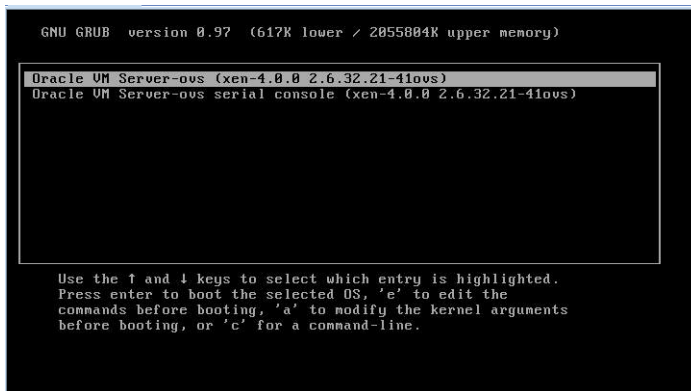 GNU GRUB  version 0.97  (617K lower / 2055804K upper memory)
Oracle VM Server-ovs (xen-4.0.0 2.6.32.21-41ovs)
Oracle VM Server-ovs serial console (xen-4.0.0 2.6.32.21-41ovs)
Use the ↑ and ↓ keys to select which entry is highlighted.
Press enter to boot the selected OS, 'e' to edit the
commands before booting, 'a' to modify the kernel arguments
before booting, or 'c' for a command-line.